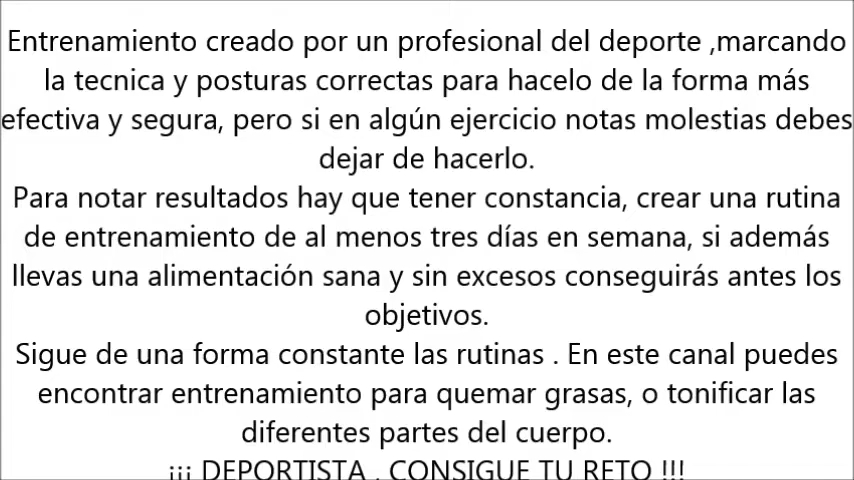 Entrenamiento creado por un profesional del deporte ,marcando
la tecnica y posturas correctas para hacelo de la forma más
efectiva y segura, pero si en algún ejercicio notas molestias debes
dejar de hacerlo.
Para notar resultados hay que tener constancia, crear una rutina
de entrenamiento de al menos tres días en semana, si además
llevas una alimentación sana y sin excesos conseguirás antes los
objetivos.
Sigue de una forma constante las rutinas . En este canal puedes
encontrar entrenamiento para quemar grasas, o tonificar las
diferentes partes del cuerpo.
¡¡¡ DEPORTISTA , CONSIGUE TU RETO !!!